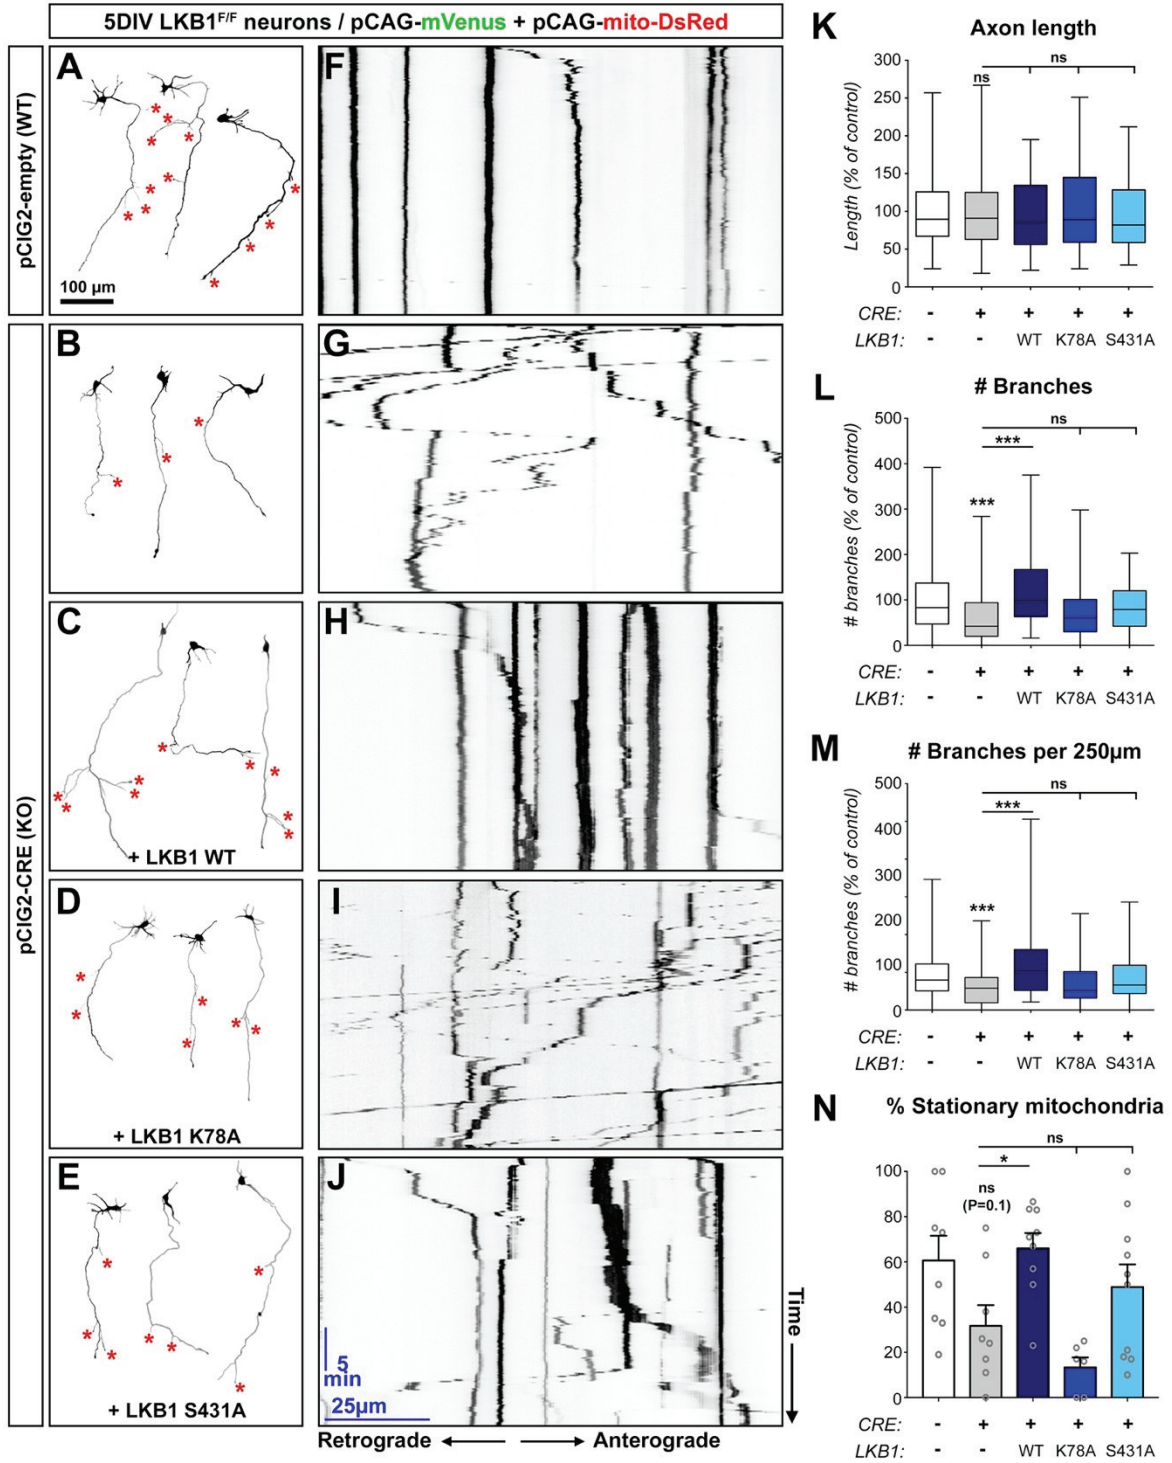 5DIV LKB1F/F neurons / pCAG-mVenus + pCAG-mito-DsRed
pCIG2-empty (WT)
A
100 µm
F
pCIG2-CRE (KO)
B
G
C
+ LKB1 WT
H
D
+ LKB1 K78A
I
E
+ LKB1 S431A
J
5
min
25µm
Time
Retrograde
Anterograde
K
Axon length
Length (% of control)
300
250
200
150
100
50
0
ns
ns
CRE: - + + + +
LKB1: - - WT K78A S431A
L
# Branches
# branches (% of control)
500
400
300
200
100
0
ns
***
***
CRE: - + + + +
LKB1: - - WT K78A S431A
M
# Branches per 250µm
# branches (% of control)
500
400
300
200
100
0
ns
***
***
CRE: - + + + +
LKB1: - - WT K78A S431A
N
% Stationary mitochondria
100
80
60
40
20
0
ns
*
ns
(P=0.1)
CRE: - + + + +
LKB1: - - WT K78A S431A